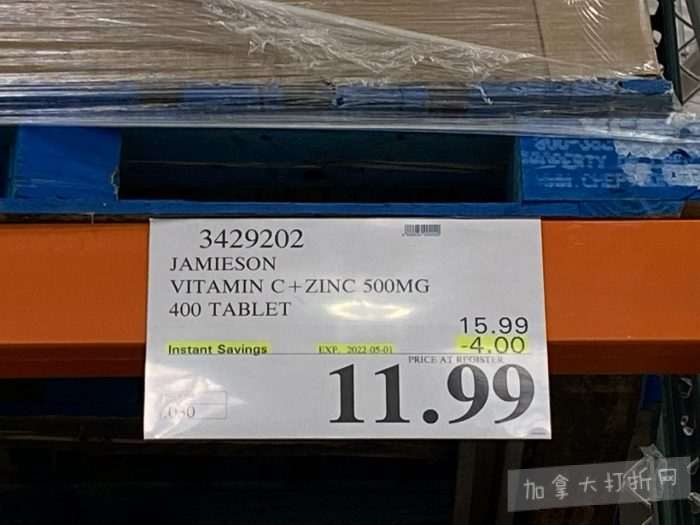 3429202
JAMIESON
VITAMIN C+ZINC 500MG
400 TABLET
15.99
Instant Savings EXP. 2022-05-01 -4.00
PRICE AT REGISTER
11.99
加拿大打折网